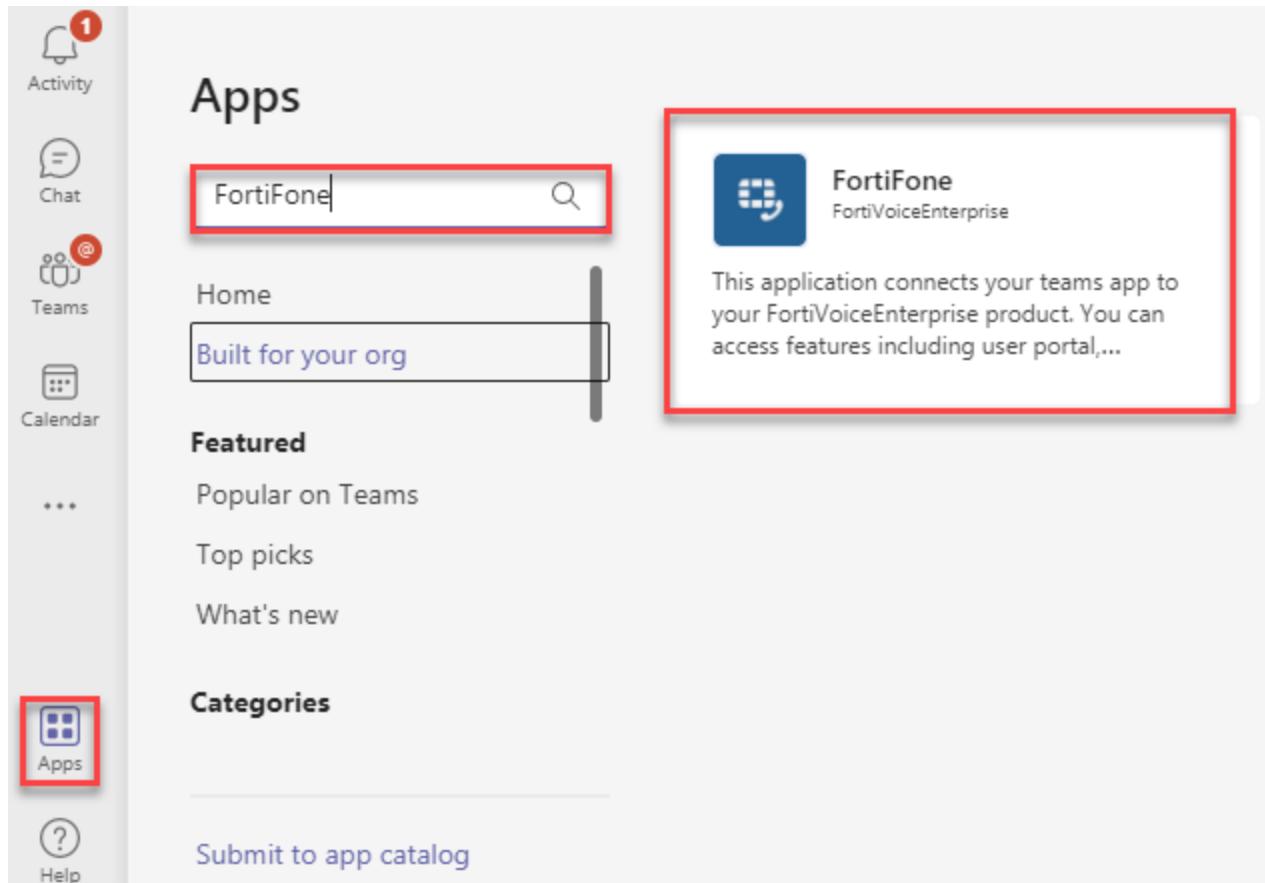 1
Activity
Chat
@
Teams
Calendar
Apps
Help
Apps
FortiFone
Home
Built for your org
Featured
Popular on Teams
Top picks
What's new
Categories
Submit to app catalog
FortiFone
FortiVoiceEnterprise
This application connects your teams app to
your FortiVoiceEnterprise product. You can
access features including user portal,...